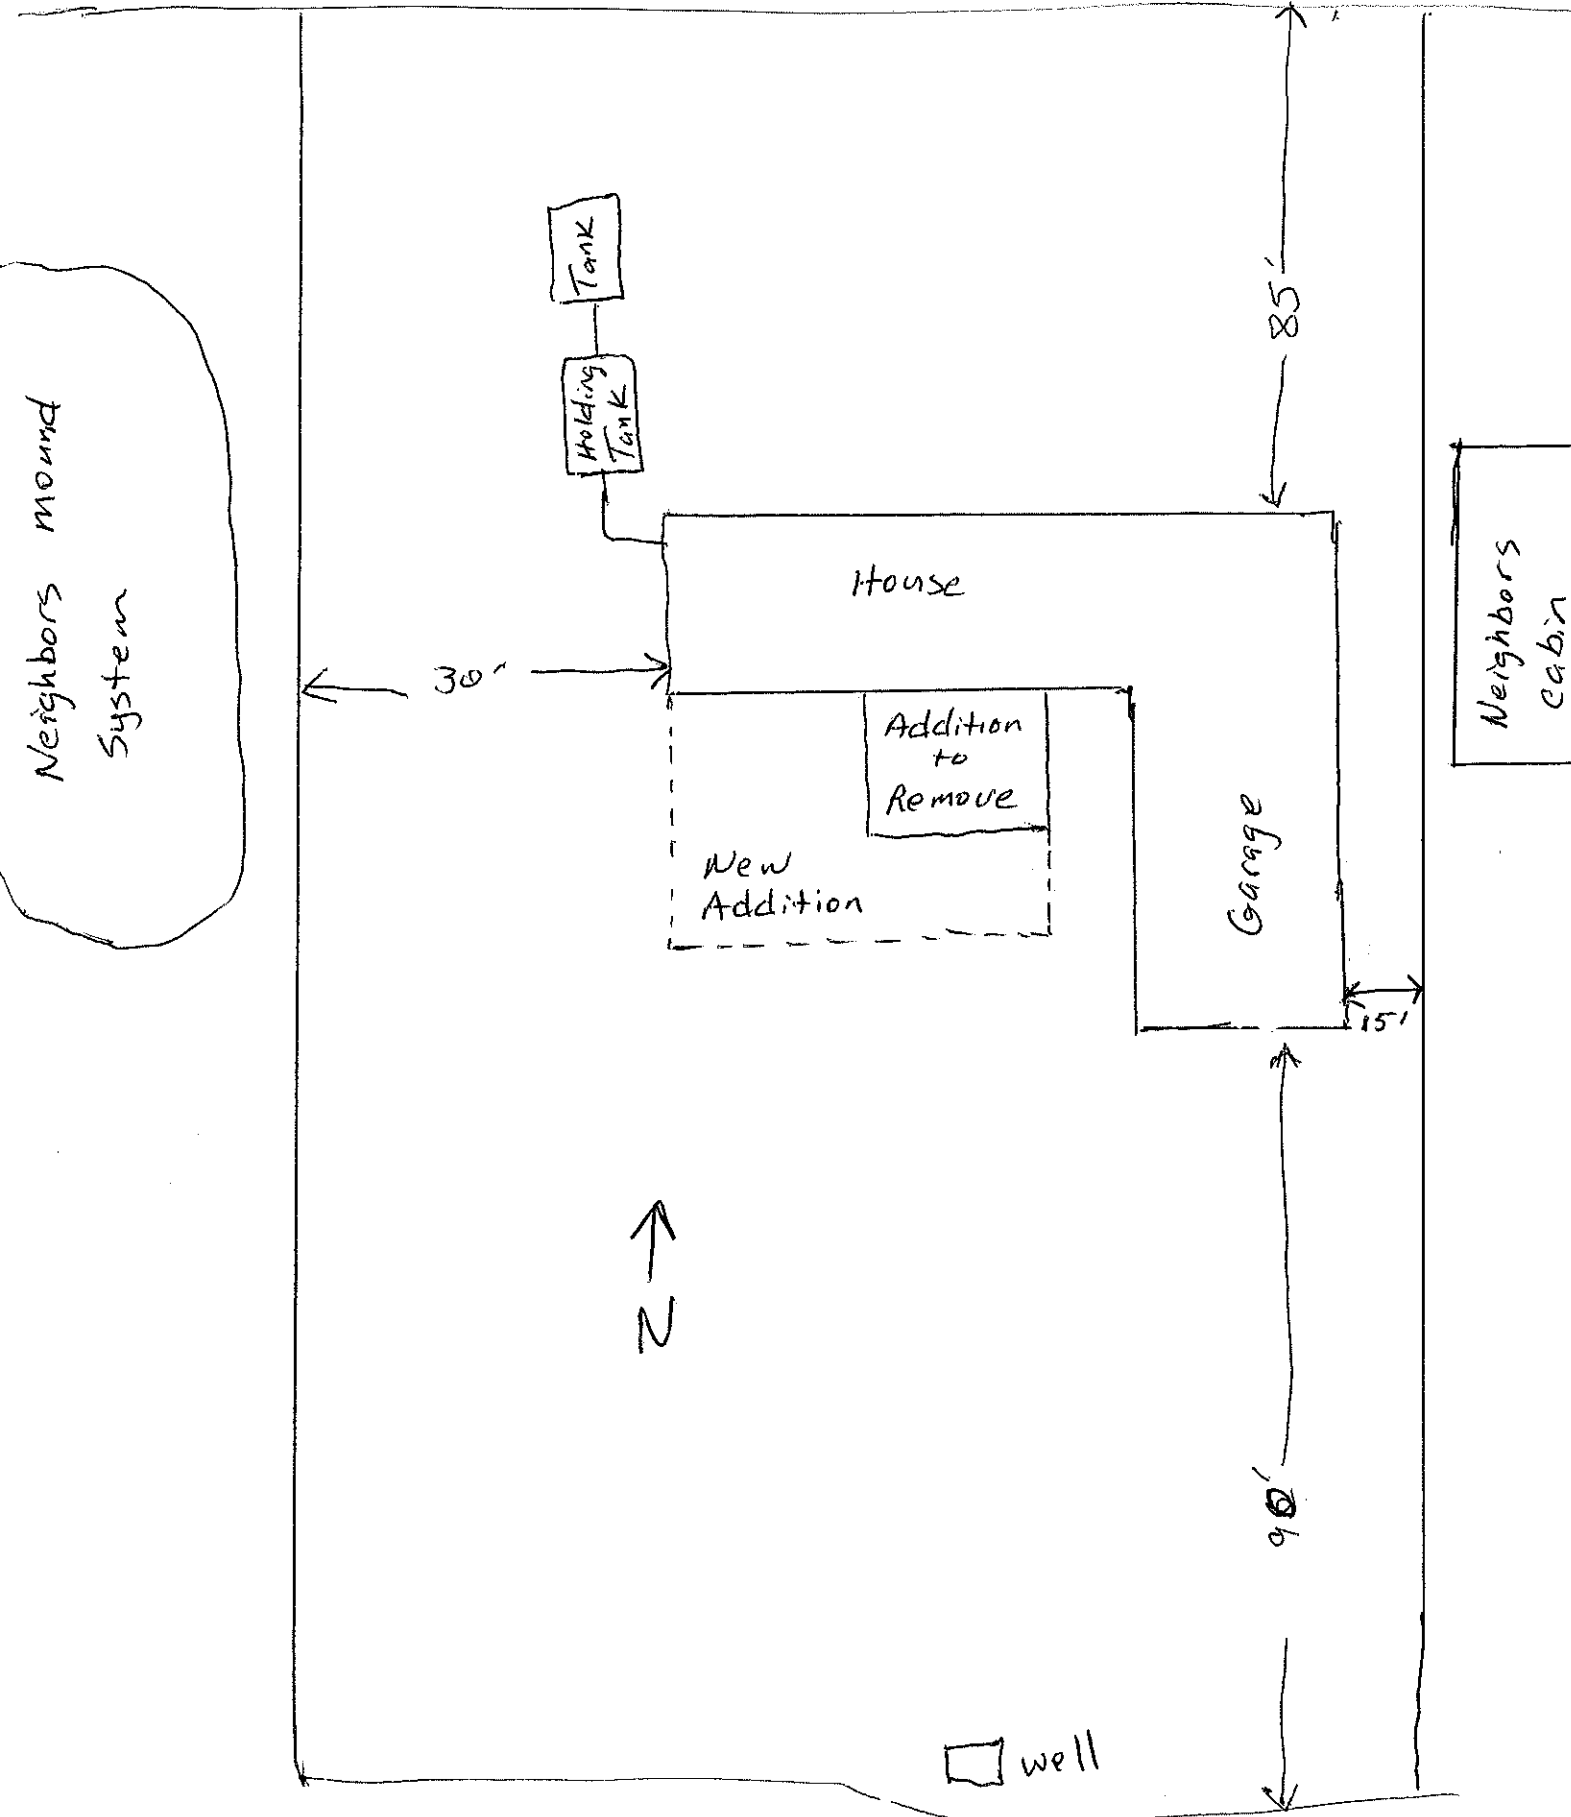 Tank
85'
Holding
Tank
Neighbors mound
System
House
Neighbors
cabin
30'
Addition
to
Remove
Garage
New
Addition
15'
N
well